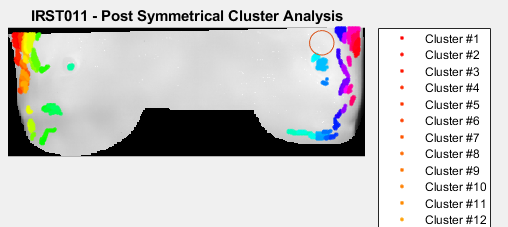 IRST011 - Post Symmetrical Cluster Analysis
Cluster #1
Cluster #2
Cluster #3
Cluster #4
Cluster #5
Cluster #6
Cluster #7
Cluster #8
Cluster #9
Cluster #10
Cluster #11
Cluster #12